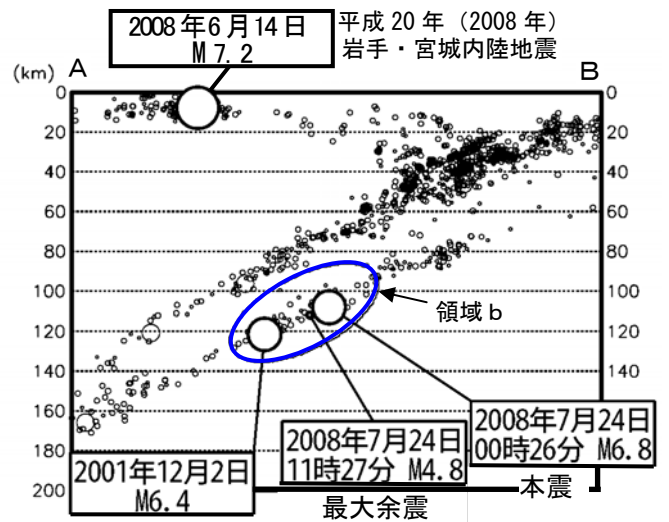 2008年6月14日
M7.2
平成20年（2008年）
岩手・宮城内陸地震
(km) A B
0 0
20 20
40 40
60 60
80 80
100 100
120 120
140 140
160 160
180 180
200
領域b
2008年7月24日
00時26分 M6.8
2008年7月24日
11時27分 M4.8
2001年12月2日
M6.4
本震
最大余震